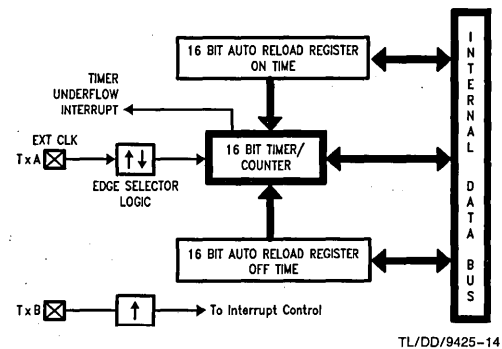 16 BIT AUTO RELOAD REGISTER
ON TIME
TIMER
UNDERFLOW
INTERRUPT
EXT CLK
TxA
↑↓
EDGE SELECTOR
LOGIC
16 BIT TIMER/
COUNTER
16 BIT AUTO RELOAD REGISTER
OFF TIME
TxB
↑
To Interrupt Control
INTERNAL DATA BUS
TL/DD/9425-14